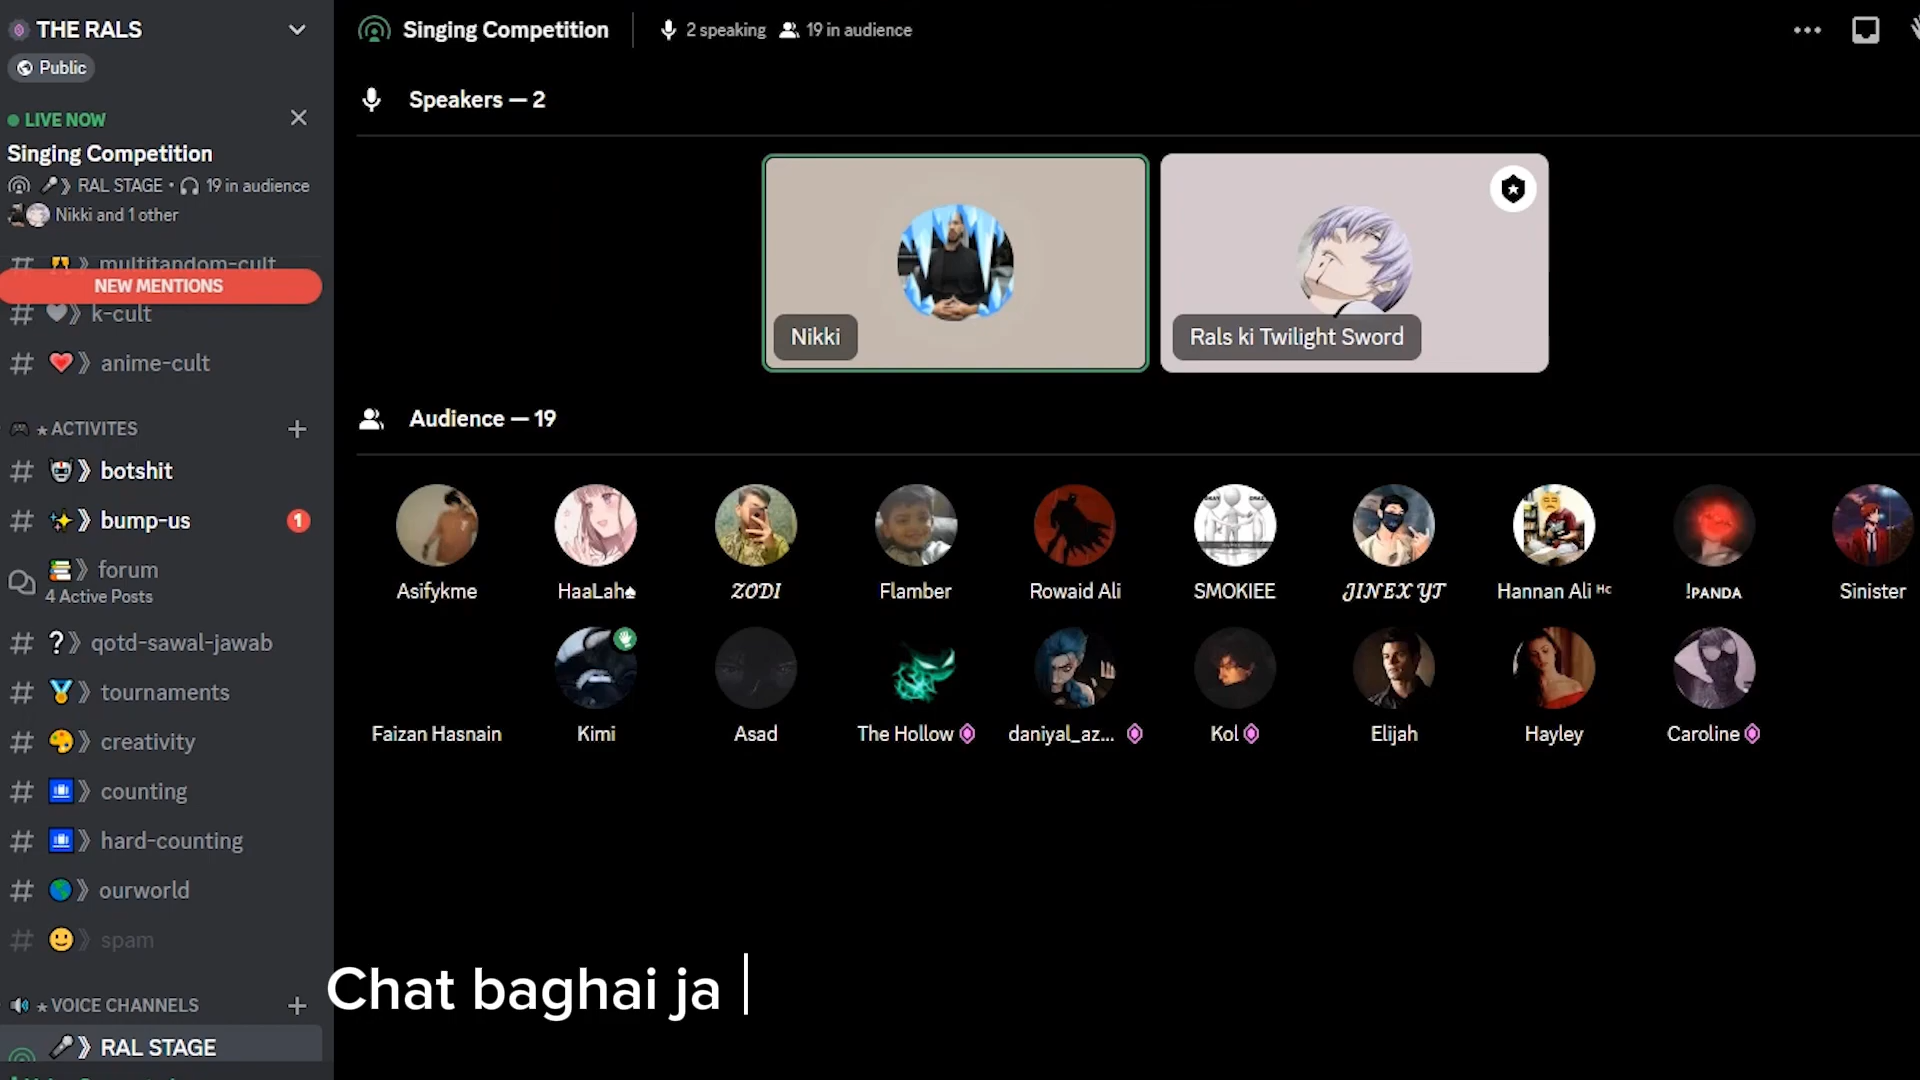 THE RALS
Public
LIVE NOW
Singing Competition
RAL STAGE • 19 in audience
Nikki and 1 other
NEW MENTIONS
k-cult
anime-cult
ACTIVITES
botshit
bump-us
1
forum
4 Active Posts
qotd-sawal-jawab
tournaments
creativity
counting
hard-counting
ourworld
spam
VOICE CHANNELS
RAL STAGE
Singing Competition
2 speaking
19 in audience
Speakers — 2
Nikki
Rals ki Twilight Sword
Audience — 19
Asifykme
HaaLah♠
ZODI
Flamber
Rowaid Ali
SMOKIEE
JINEX YT
Hannan Ali ᴴᶜ
!PANDA
Sinister
Faizan Hasnain
Kimi
Asad
The Hollow
daniyal_az...
Kol
Elijah
Hayley
Caroline
Chat baghai ja